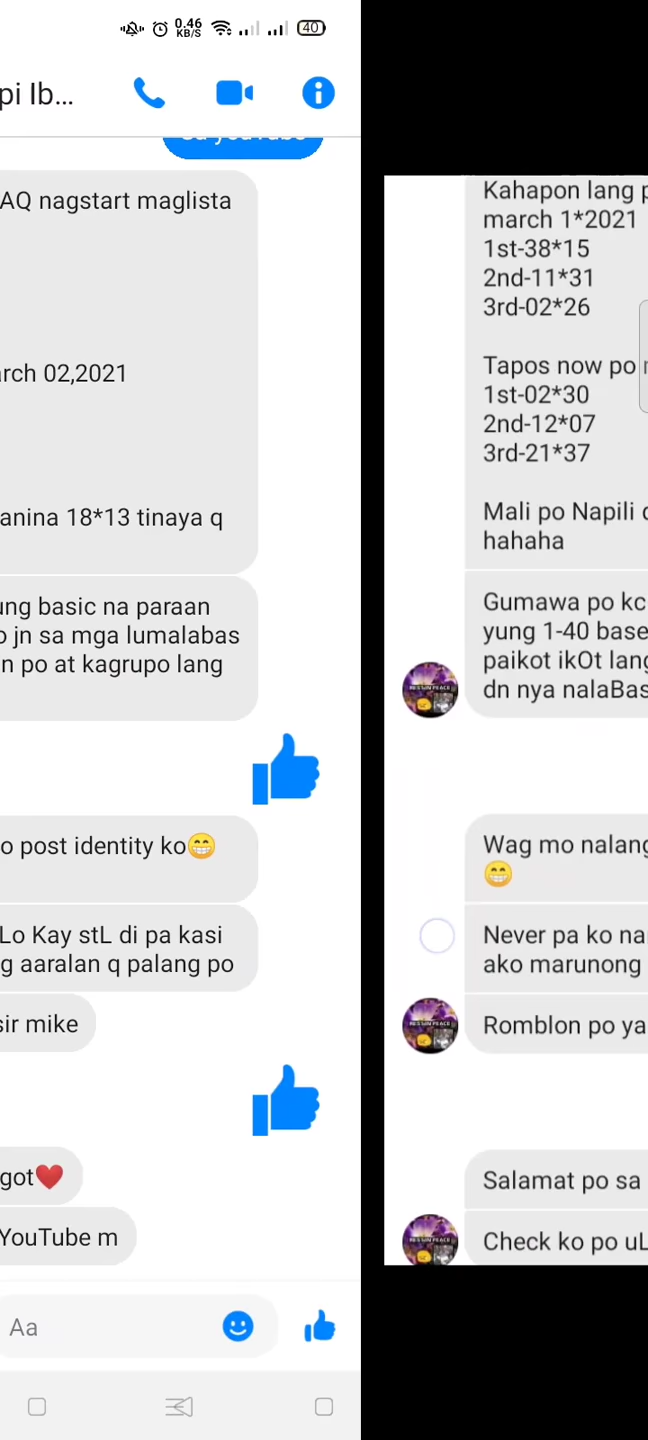 0.46
KB/S
40
pi Ib...
AQ nagstart maglista
arch 02,2021
anina 18*13 tinaya q
ung basic na paraan
o jn sa mga lumalabas
n po at kagrupo lang
o post identity ko😁
Lo Kay stL di pa kasi
g aaralan q palang po
sir mike
got❤️
YouTube m
Aa
Kahapon lang p
march 1*2021
1st-38*15
2nd-11*31
3rd-02*26
Tapos now po
1st-02*30
2nd-12*07
3rd-21*37
Mali po Napili
hahaha
Gumawa po kc
yung 1-40 base
paikot ikOt lang
dn nya nalaBas
Wag mo nalang
😁
Never pa ko na
ako marunong
Romblon po ya
Salamat po sa
Check ko po uL